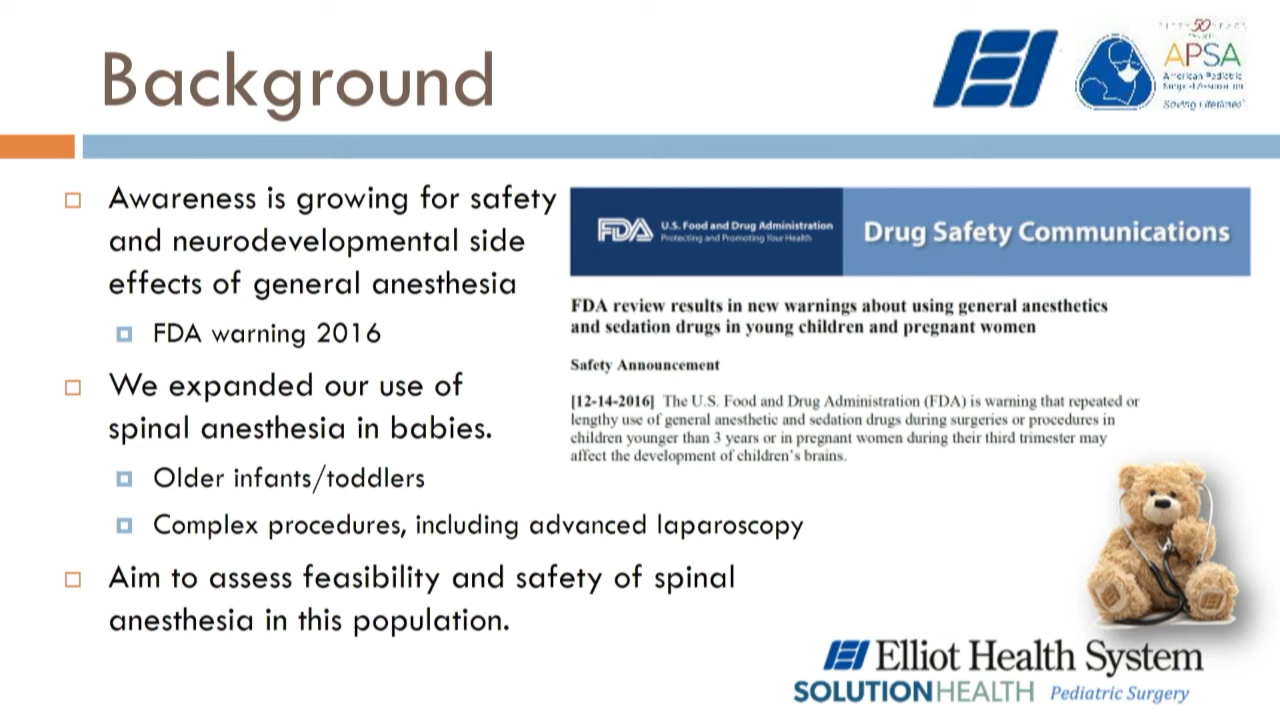 Background
50
APSA
American Pediatric
Surgical Association
Saving Lifetimes
Awareness is growing for safety
and neurodevelopmental side
effects of general anesthesia
FDA warning 2016
We expanded our use of
spinal anesthesia in babies.
Older infants/toddlers
Complex procedures, including advanced laparoscopy
Aim to assess feasibility and safety of spinal
anesthesia in this population.
FDA U.S. Food and Drug Administration
Protecting and Promoting Your Health
Drug Safety Communications
FDA review results in new warnings about using general anesthetics
and sedation drugs in young children and pregnant women
Safety Announcement
[12-14-2016] The U.S. Food and Drug Administration (FDA) is warning that repeated or
lengthy use of general anesthetic and sedation drugs during surgeries or procedures in
children younger than 3 years or in pregnant women during their third trimester may
affect the development of children's brains.
Elliot Health System
SOLUTIONHEALTH Pediatric Surgery